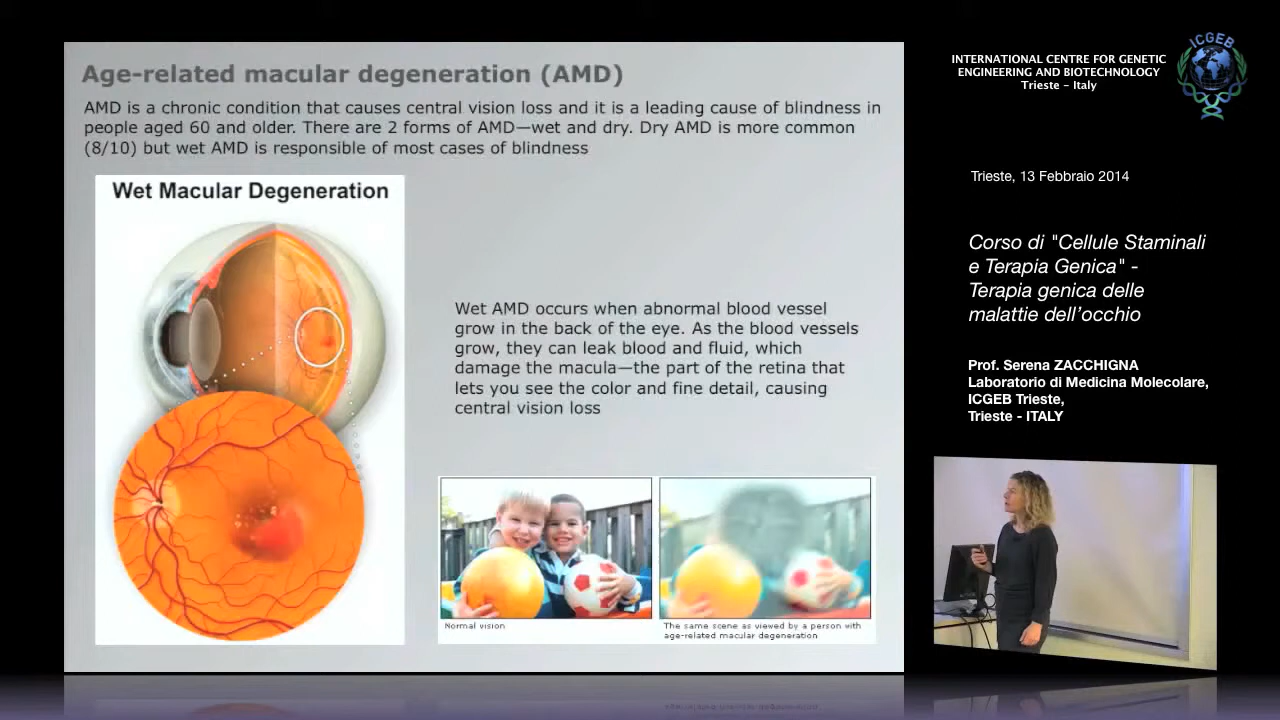 Age-related macular degeneration (AMD)
AMD is a chronic condition that causes central vision loss and it is a leading cause of blindness in
people aged 60 and older. There are 2 forms of AMD—wet and dry. Dry AMD is more common
(8/10) but wet AMD is responsible of most cases of blindness
Wet Macular Degeneration
Wet AMD occurs when abnormal blood vessel
grow in the back of the eye. As the blood vessels
grow, they can leak blood and fluid, which
damage the macula—the part of the retina that
lets you see the color and fine detail, causing
central vision loss
Normal vision
The same scene as viewed by a person with
age-related macular degeneration
INTERNATIONAL CENTRE FOR GENETIC
ENGINEERING AND BIOTECHNOLOGY
Trieste - Italy
ICGEB
Trieste, 13 Febbraio 2014
Corso di "Cellule Staminali
e Terapia Genica" -
Terapia genica delle
malattie dell'occhio
Prof. Serena ZACCHIGNA
Laboratorio di Medicina Molecolare,
ICGEB Trieste,
Trieste - ITALY